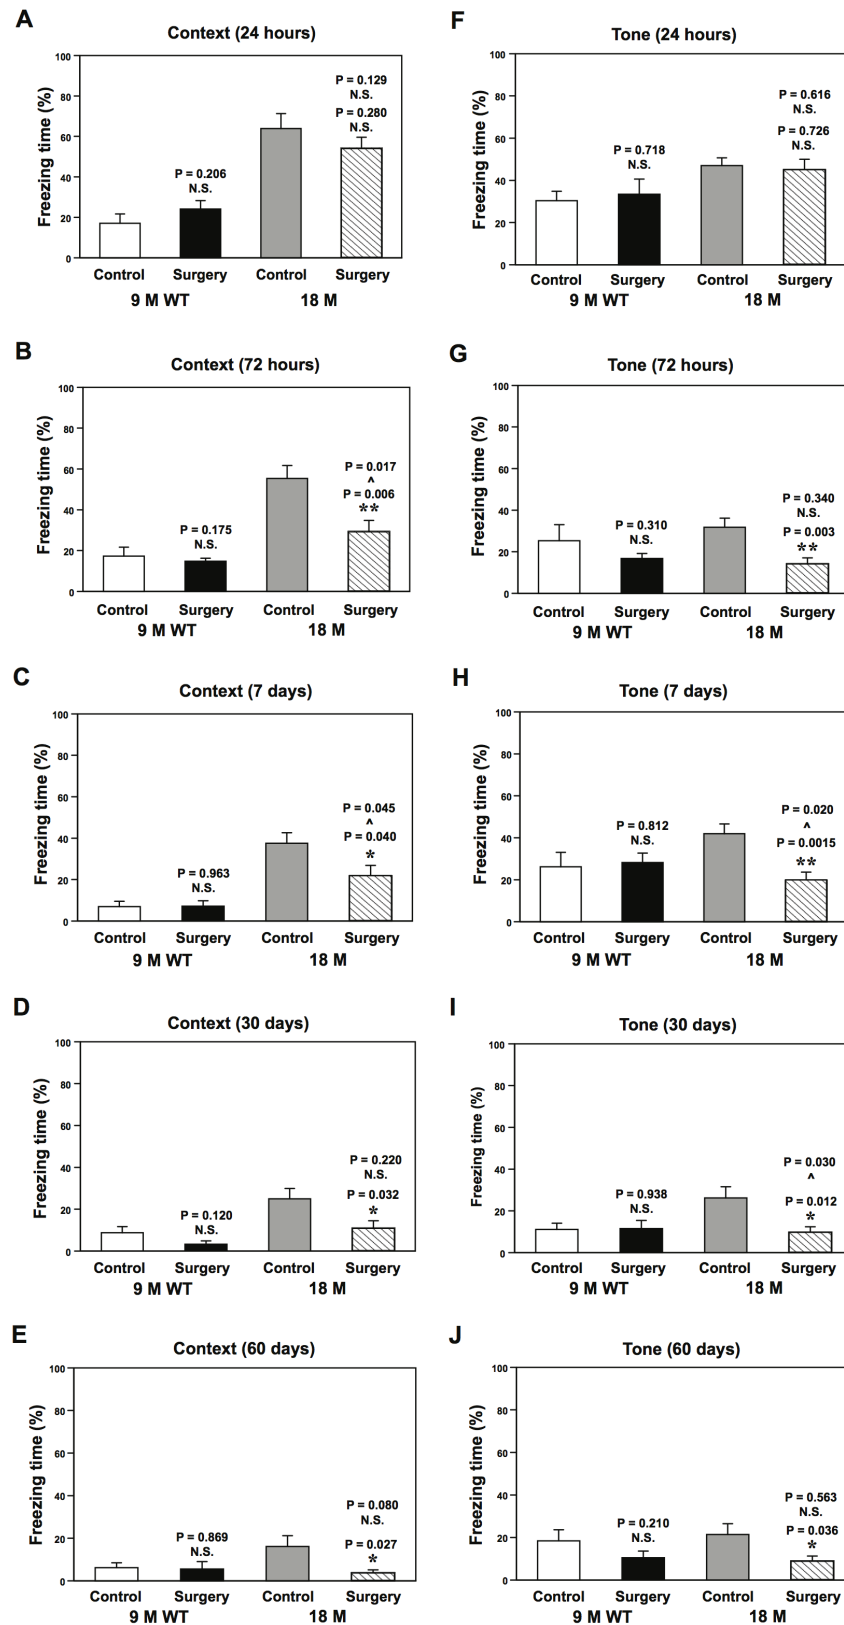 A
Context (24 hours)
Freezing time (%)
100
80
60
40
20
0
P = 0.206
N.S.
P = 0.129
N.S.
P = 0.280
N.S.
Control Surgery Control Surgery
9 M WT 18 M
F
Tone (24 hours)
Freezing time (%)
100
80
60
40
20
0
P = 0.718
N.S.
P = 0.616
N.S.
P = 0.726
N.S.
Control Surgery Control Surgery
9 M WT 18 M
B
Context (72 hours)
Freezing time (%)
100
80
60
40
20
0
P = 0.175
N.S.
P = 0.017
^
P = 0.006
**
Control Surgery Control Surgery
9 M WT 18 M
G
Tone (72 hours)
Freezing time (%)
100
80
60
40
20
0
P = 0.310
N.S.
P = 0.340
N.S.
P = 0.003
**
Control Surgery Control Surgery
9 M WT 18 M
C
Context (7 days)
Freezing time (%)
100
80
60
40
20
0
P = 0.963
N.S.
P = 0.045
^
P = 0.040
*
Control Surgery Control Surgery
9 M WT 18 M
H
Tone (7 days)
Freezing time (%)
100
80
60
40
20
0
P = 0.812
N.S.
P = 0.020
^
P = 0.0015
**
Control Surgery Control Surgery
9 M WT 18 M
D
Context (30 days)
Freezing time (%)
100
80
60
40
20
0
P = 0.120
N.S.
P = 0.220
N.S.
P = 0.032
*
Control Surgery Control Surgery
9 M WT 18 M
I
Tone (30 days)
Freezing time (%)
100
80
60
40
20
0
P = 0.938
N.S.
P = 0.030
^
P = 0.012
*
Control Surgery Control Surgery
9 M WT 18 M
E
Context (60 days)
Freezing time (%)
100
80
60
40
20
0
P = 0.869
N.S.
P = 0.080
N.S.
P = 0.027
*
Control Surgery Control Surgery
9 M WT 18 M
J
Tone (60 days)
Freezing time (%)
100
80
60
40
20
0
P = 0.210
N.S.
P = 0.563
N.S.
P = 0.036
*
Control Surgery Control Surgery
9 M WT 18 M